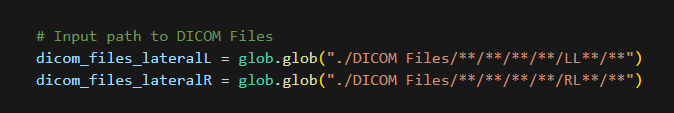 # Input path to DICOM Files
dicom_files_lateralL = glob.glob("./DICOM Files/**/**/**/**/LL**/**")
dicom_files_lateralR = glob.glob("./DICOM Files/**/**/**/**/RL**/**")